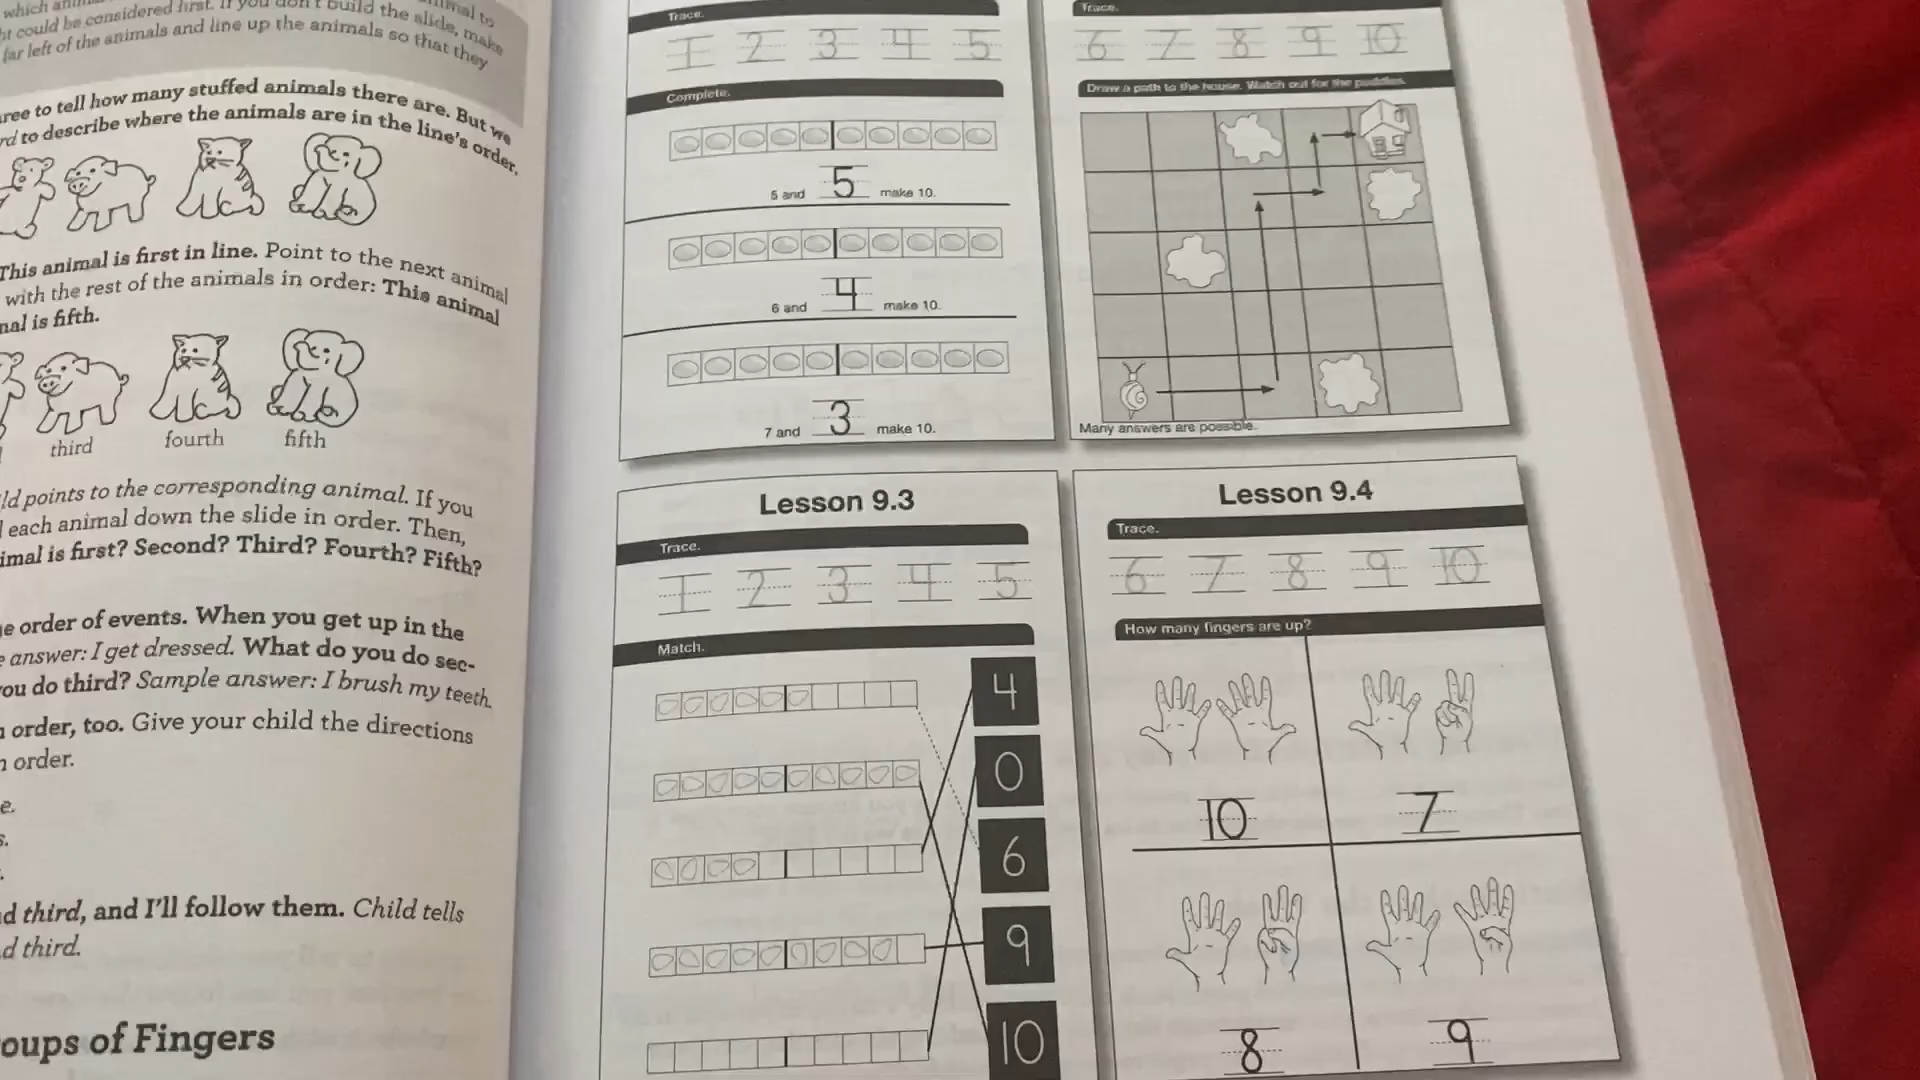 which
mal to
ht could be considered first. If you don't build the slide, make
far left of the animals and line up the animals so that they
ree to tell how many stuffed animals there are. But we
rd to describe where the animals are in the line's order.
This animal is first in line. Point to the next animal
with the rest of the animals in order: This animal
nal is fifth.
third fourth fifth
ld points to the corresponding animal. If you
each animal down the slide in order. Then,
imal is first? Second? Third? Fourth? Fifth?
e order of events. When you get up in the
e answer: I get dressed. What do you do sec-
you do third? Sample answer: I brush my teeth.
order, too. Give your child the directions
n order.
e.
s.
d third, and I'll follow them. Child tells
d third.
oups of Fingers
Trace.
1 2 3 4 5
Complete.
5 and 5 make 10.
6 and 4 make 10.
7 and 3 make 10.
Trace.
6 7 8 9 10
Draw a path to the house. Watch out for the puddles.
Many answers are possible.
Lesson 9.3
Trace.
1 2 3 4 5
Match.
4
0
6
9
10
Lesson 9.4
Trace.
6 7 8 9 10
How many fingers are up?
10 7
8 9